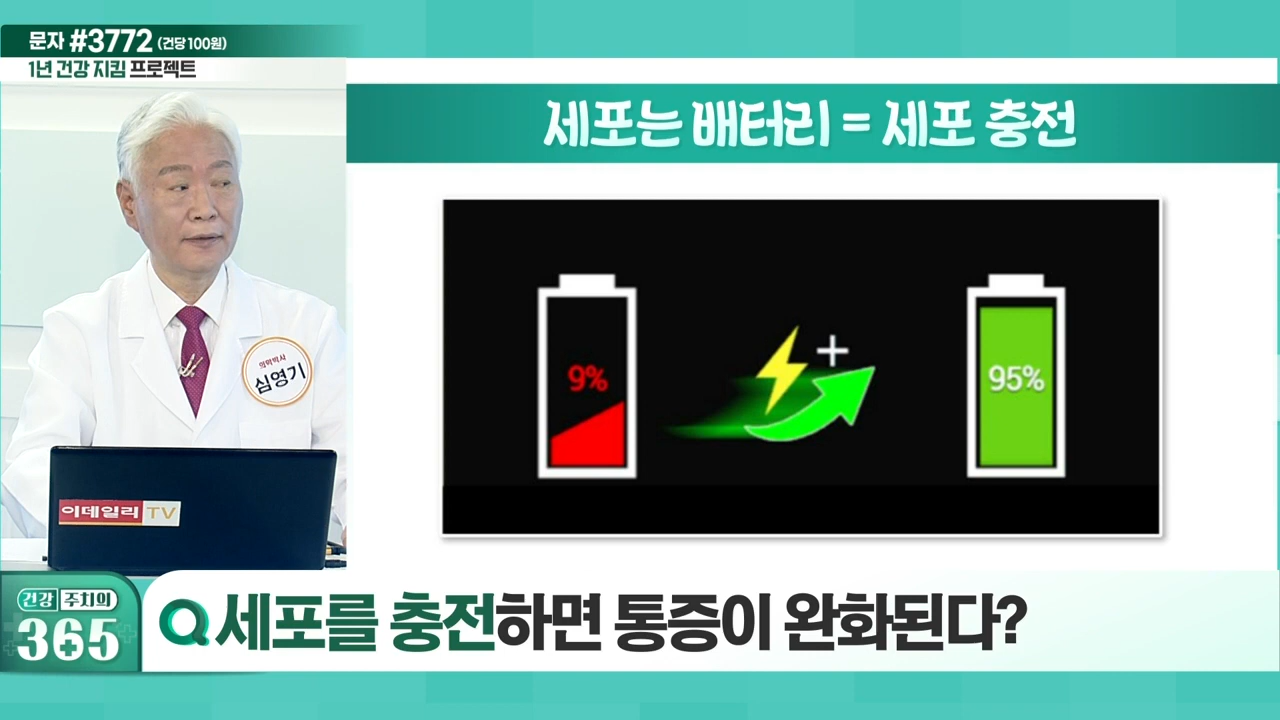 문자 #3772 (건당 100원)
1년 건강 지킴 프로젝트
세포는 배터리 = 세포 충전
9%
+
95%
의학박사
심영기
이데일리 TV
건강 주치의
365
Q 세포를 충전하면 통증이 완화된다?